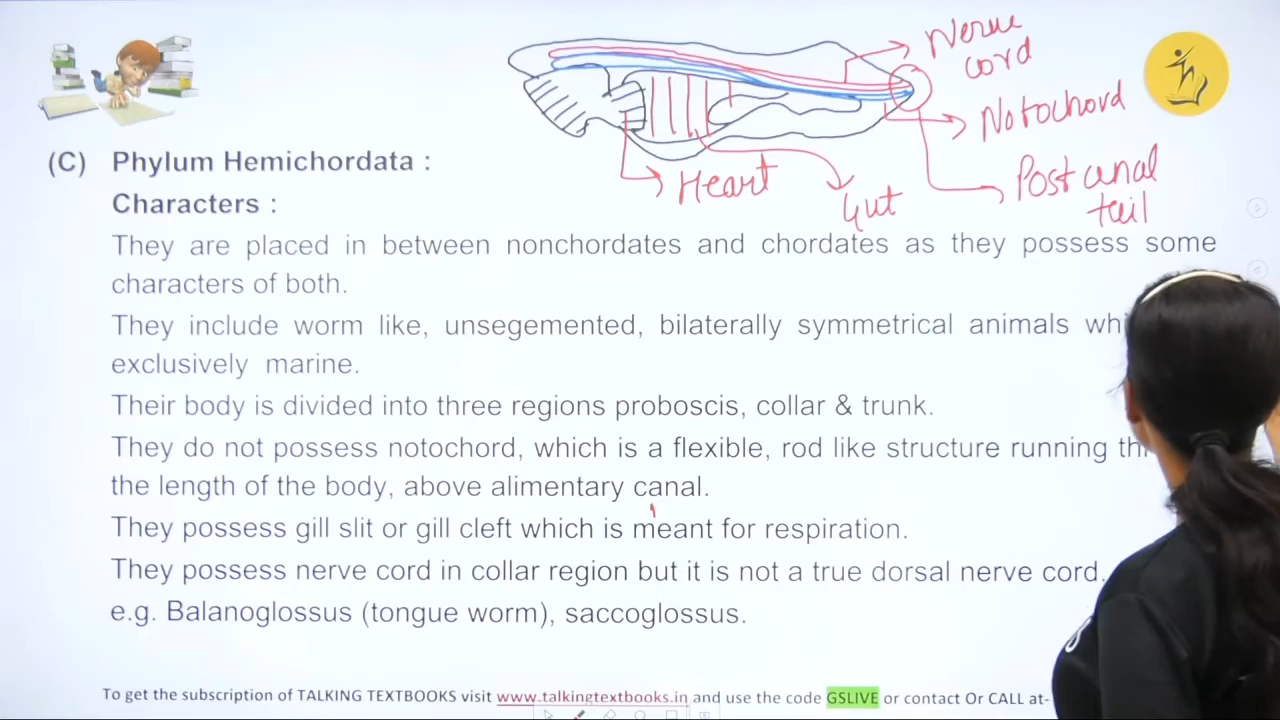 Nerve
cord
Notochord
Heart
Gut
Post anal
tail
(C) Phylum Hemichordata :
Characters :
They are placed in between nonchordates and chordates as they possess some
characters of both.
They include worm like, unsegemented, bilaterally symmetrical animals
exclusively marine.
Their body is divided into three regions proboscis, collar & trunk.
They do not possess notochord, which is a flexible, rod like structure running
the length of the body, above alimentary canal.
They possess gill slit or gill cleft which is meant for respiration.
They possess nerve cord in collar region but it is not a true dorsal nerve cord.
e.g. Balanoglossus (tongue worm), saccoglossus.
To get the subscription of TALKING TEXTBOOKS visit www.talkingtextbooks.in and use the code GSLIVE or contact Or CALL at-